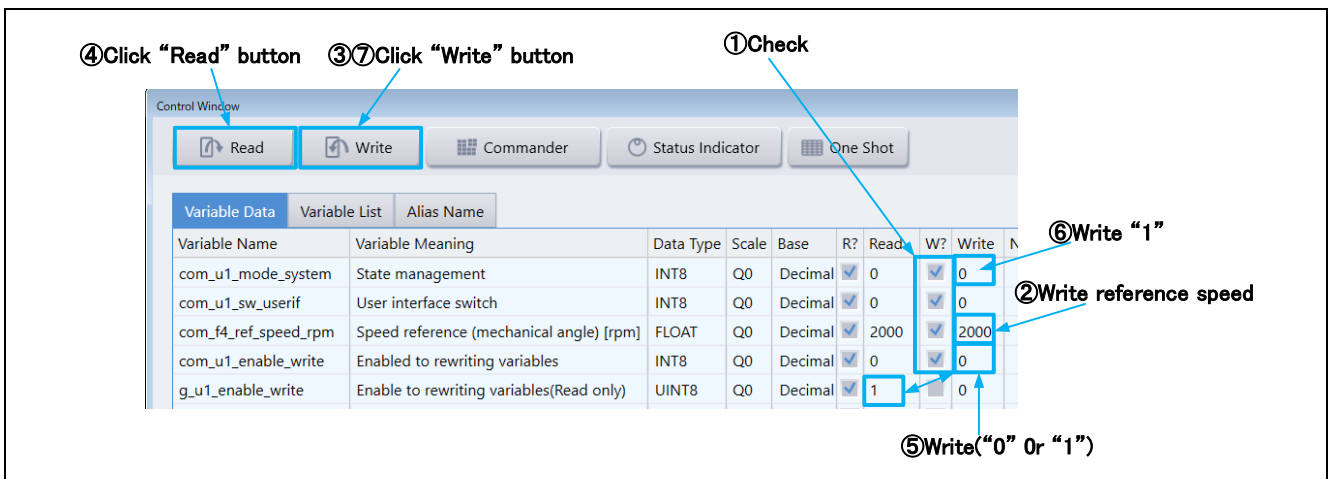 ④Click “Read” button ③⑦Click “Write” button ①Check
Control Window
Read Write Commander Status Indicator One Shot
Variable Data Variable List Alias Name
Variable Name Variable Meaning Data Type Scale Base R? Read W? Write N
com_u1_mode_system State management INT8 Q0 Decimal 0 0
com_u1_sw_userif User interface switch INT8 Q0 Decimal 0 0
com_f4_ref_speed_rpm Speed reference (mechanical angle) [rpm] FLOAT Q0 Decimal 2000 2000
com_u1_enable_write Enabled to rewriting variables INT8 Q0 Decimal 0 0
g_u1_enable_write Enable to rewriting variables(Read only) UINT8 Q0 Decimal 1 0
⑥Write “1”
②Write reference speed
⑤Write(“0” 0r “1”)